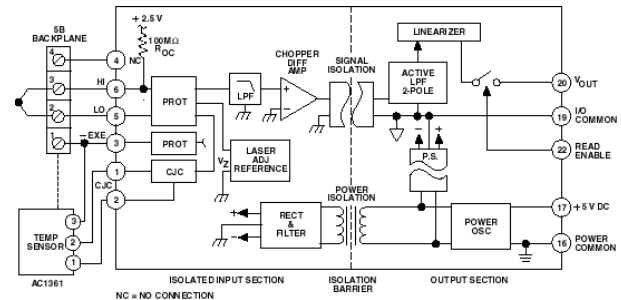 5B
BACKPLANE
+ 2.5 V
100MΩ
ROC
4
NC
3
HI
6
2
LO
5
1
–EXE
3
CJC
1
2
PROT
PROT
CJC
LPF
CHOPPER
DIFF
AMP
VZ
LASER
ADJ
REFERENCE
SIGNAL
ISOLATION
LINEARIZER
ACTIVE
LPF
2-POLE
20
VOUT
19
I/O
COMMON
22
READ
ENABLE
– +
P.S.
POWER
ISOLATION
+
–
RECT
&
FILTER
POWER
OSC
17
+ 5 V DC
16
POWER
COMMON
TEMP
SENSOR
3
2
1
AC1361
ISOLATED INPUT SECTION
ISOLATION
BARRIER
OUTPUT SECTION
NC = NO CONNECTION